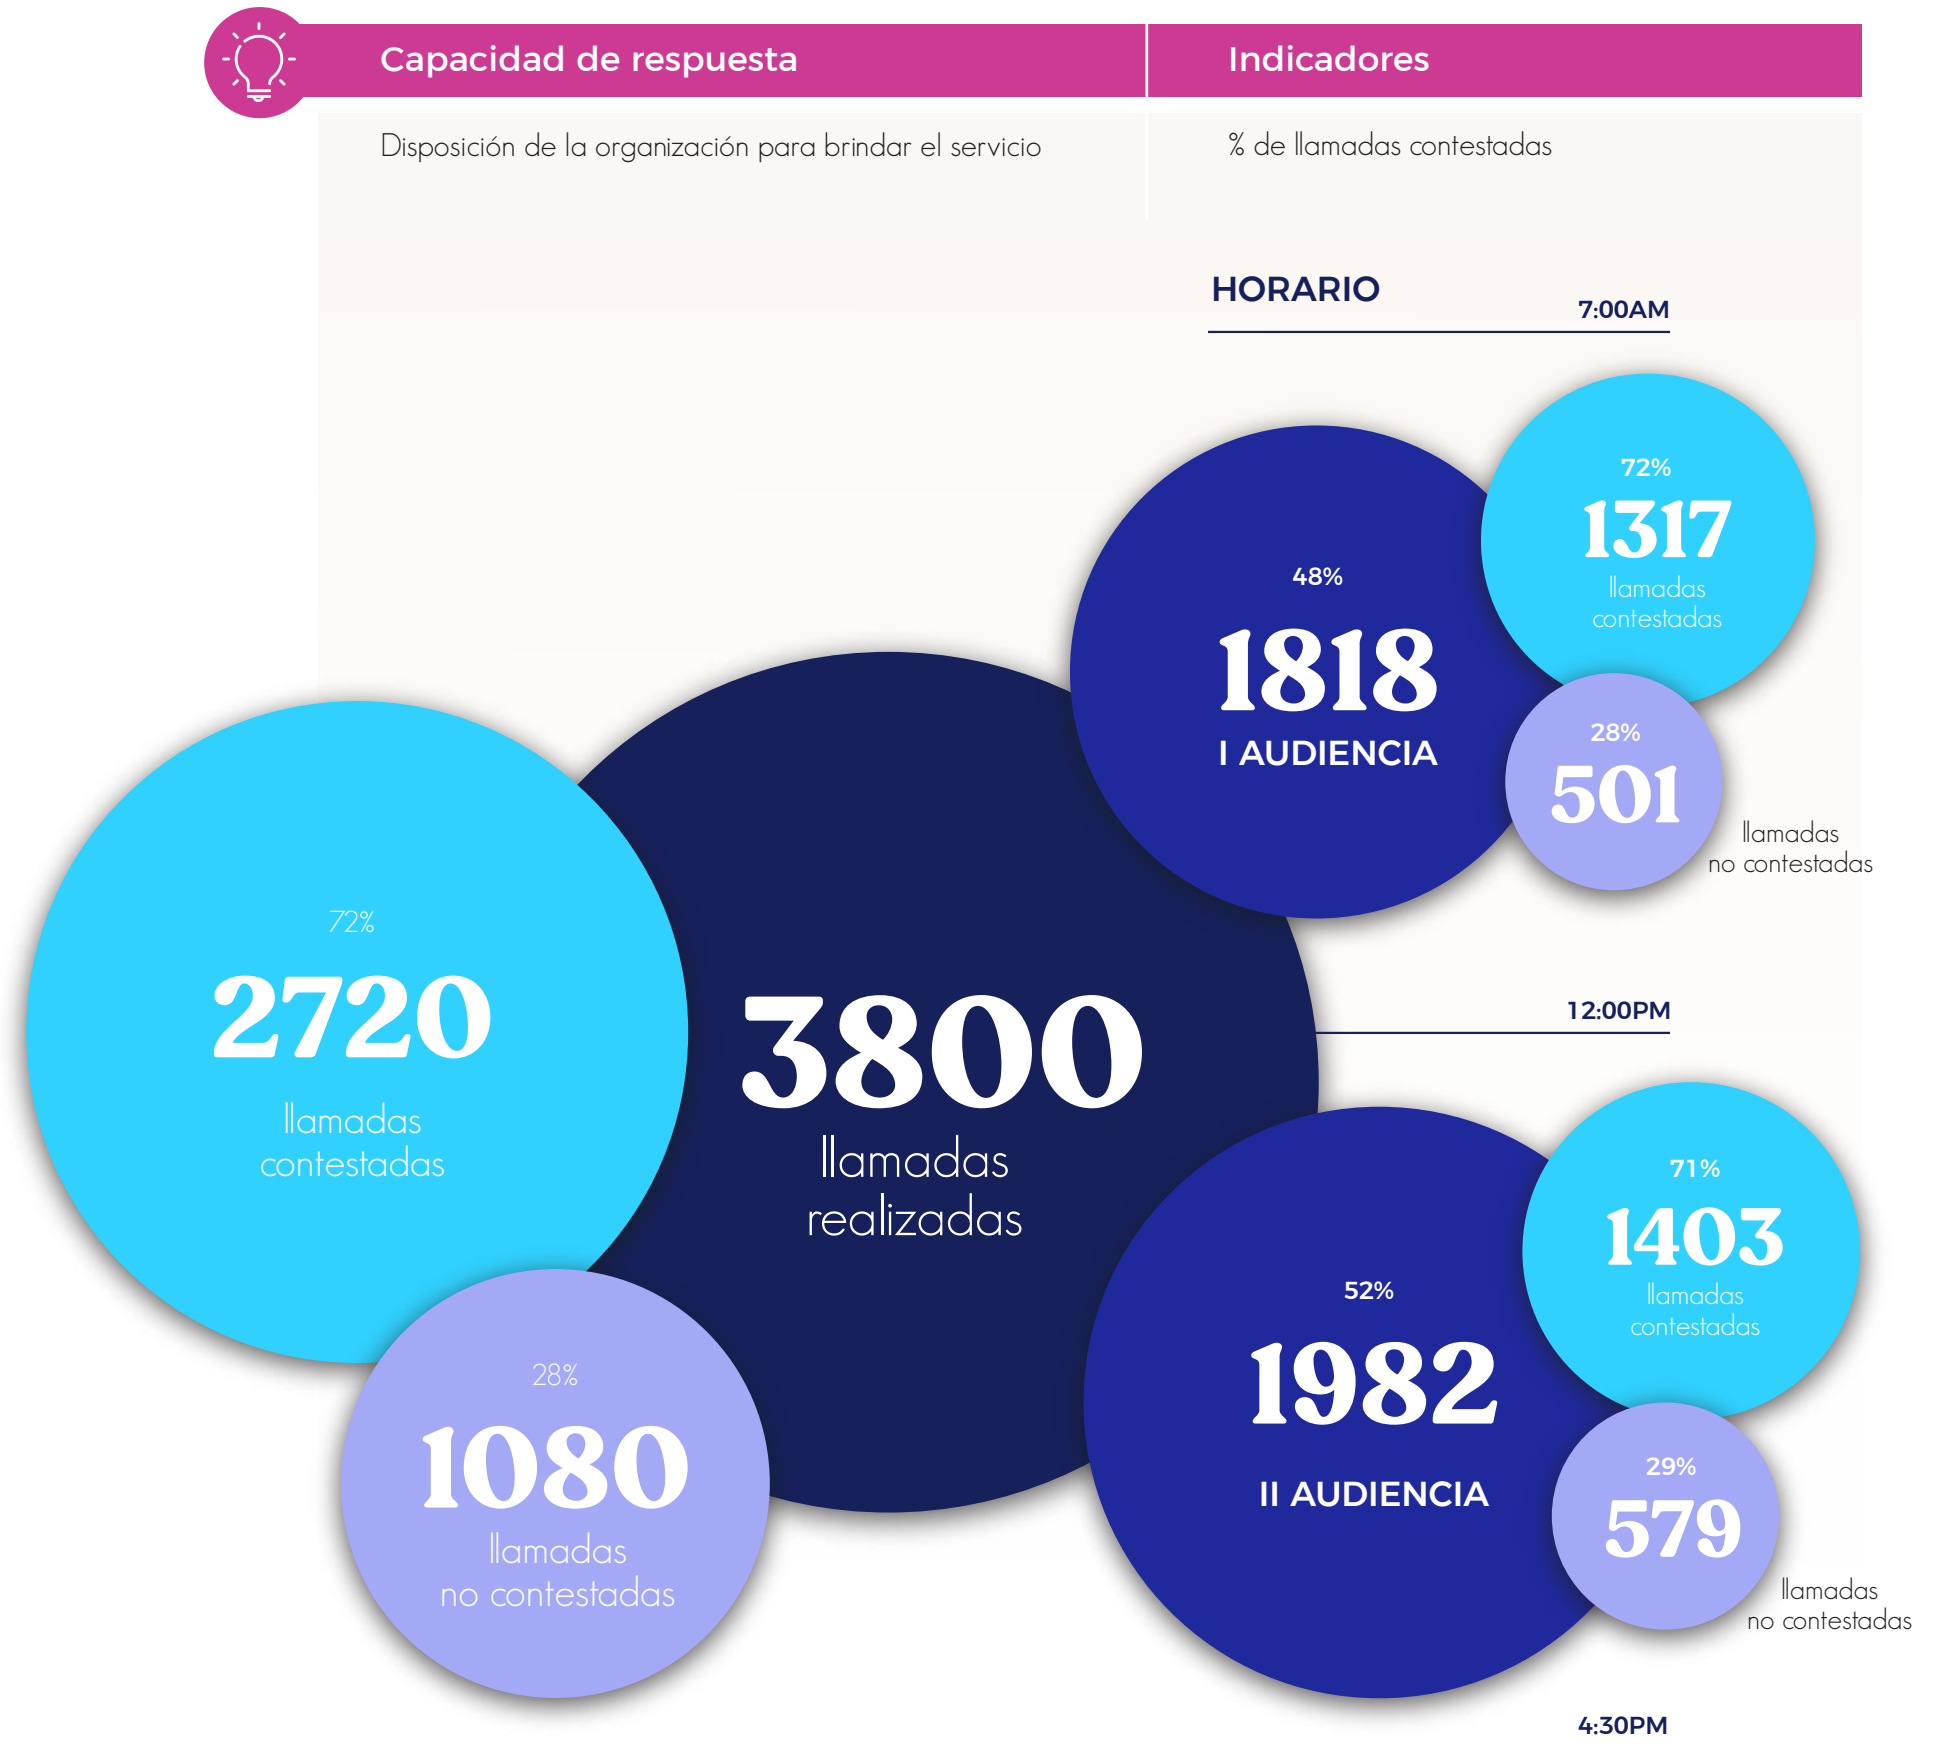 Capacidad de respuesta
Indicadores
Disposición de la organización para brindar el servicio
% de llamadas contestadas
HORARIO
7:00AM
72%
1317
llamadas
contestadas
48%
1818
I AUDIENCIA
28%
501
llamadas
no contestadas
72%
2720
llamadas
contestadas
3800
llamadas
realizadas
12:00PM
71%
1403
llamadas
contestadas
52%
1982
II AUDIENCIA
29%
579
llamadas
no contestadas
28%
1080
llamadas
no contestadas
4:30PM